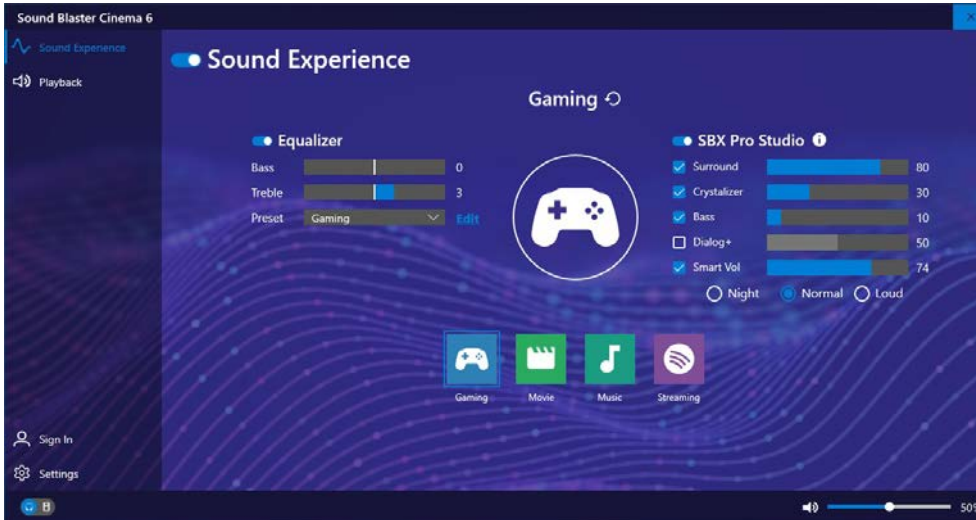 Sound Blaster Cinema 6
Sound Experience
Playback
Sound Experience
Gaming
Equalizer
Bass 0
Treble 3
Preset Gaming Edit
SBX Pro Studio
Surround 80
Crystalizer 30
Bass 10
Dialog+ 50
Smart Vol 74
Night Normal Loud
Gaming Movie Music Streaming
Sign In
Settings